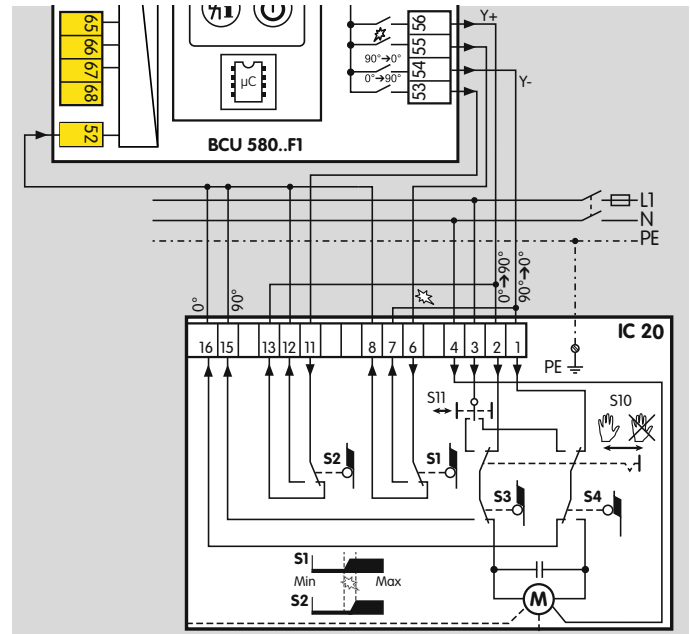 65
66
67
68
52
µC
BCU 580..F1
90°→0°
0°→90°
56
55
54
53
Y+
Y-
L1
N
PE
0°
90°
0°→90°
90°→0°
IC 20
16 15 13 12 11 8 7 6 4 3 2 1
PE
S11
S10
S2
S1
S3
S4
S1
Min Max
S2
M